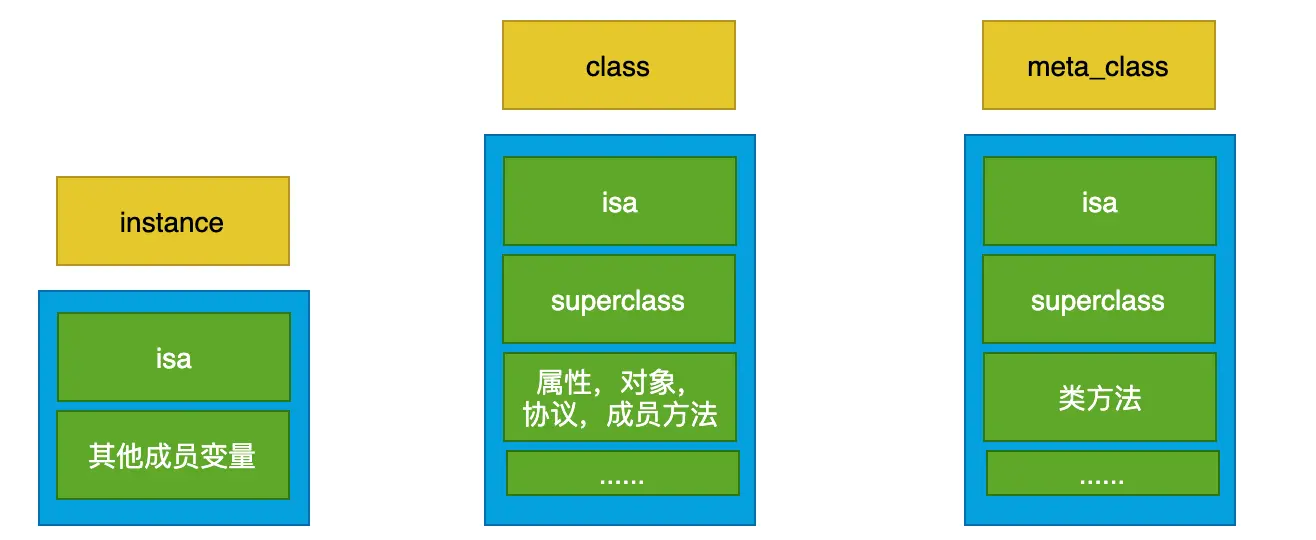 instance
isa
其他成员变量
class
isa
superclass
属性，对象，
协议，成员方法
......
meta_class
isa
superclass
类方法
......